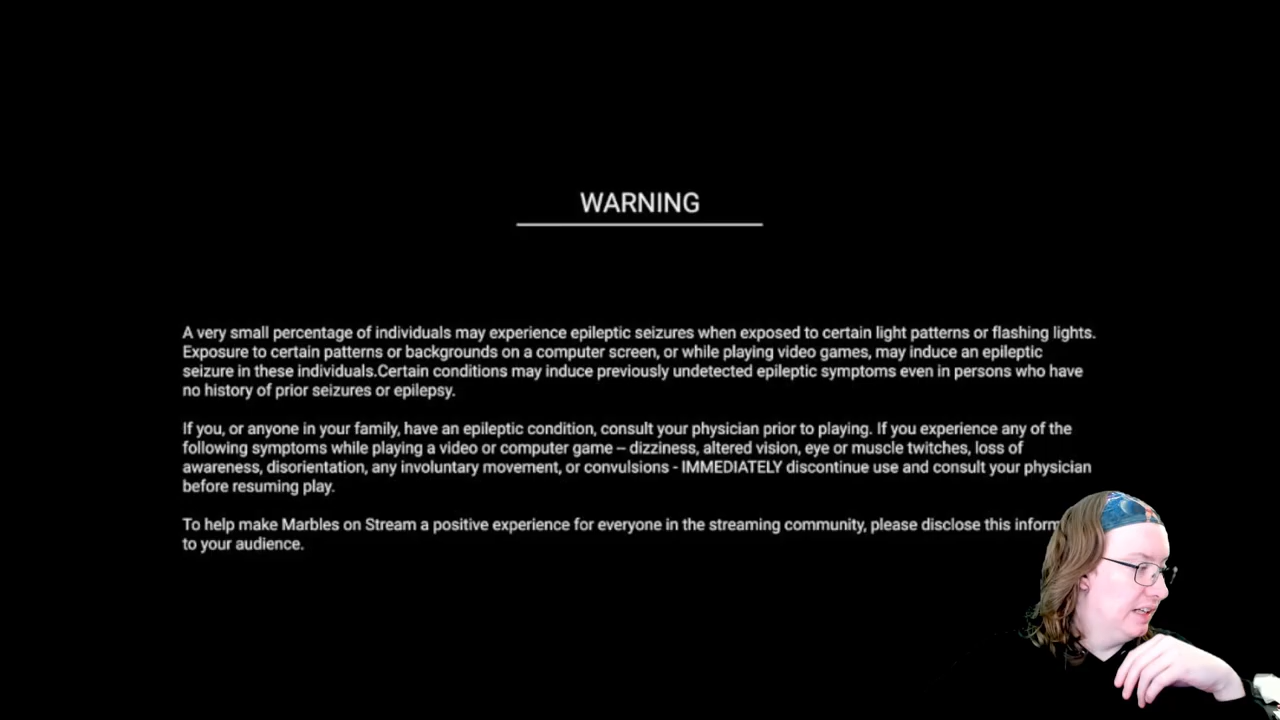 WARNING
A very small percentage of individuals may experience epileptic seizures when exposed to certain light patterns or flashing lights.
Exposure to certain patterns or backgrounds on a computer screen, or while playing video games, may induce an epileptic
seizure in these individuals.Certain conditions may induce previously undetected epileptic symptoms even in persons who have
no history of prior seizures or epilepsy.
If you, or anyone in your family, have an epileptic condition, consult your physician prior to playing. If you experience any of the
following symptoms while playing a video or computer game – dizziness, altered vision, eye or muscle twitches, loss of
awareness, disorientation, any involuntary movement, or convulsions - IMMEDIATELY discontinue use and consult your physician
before resuming play.
To help make Marbles on Stream a positive experience for everyone in the streaming community, please disclose this
to your audience.